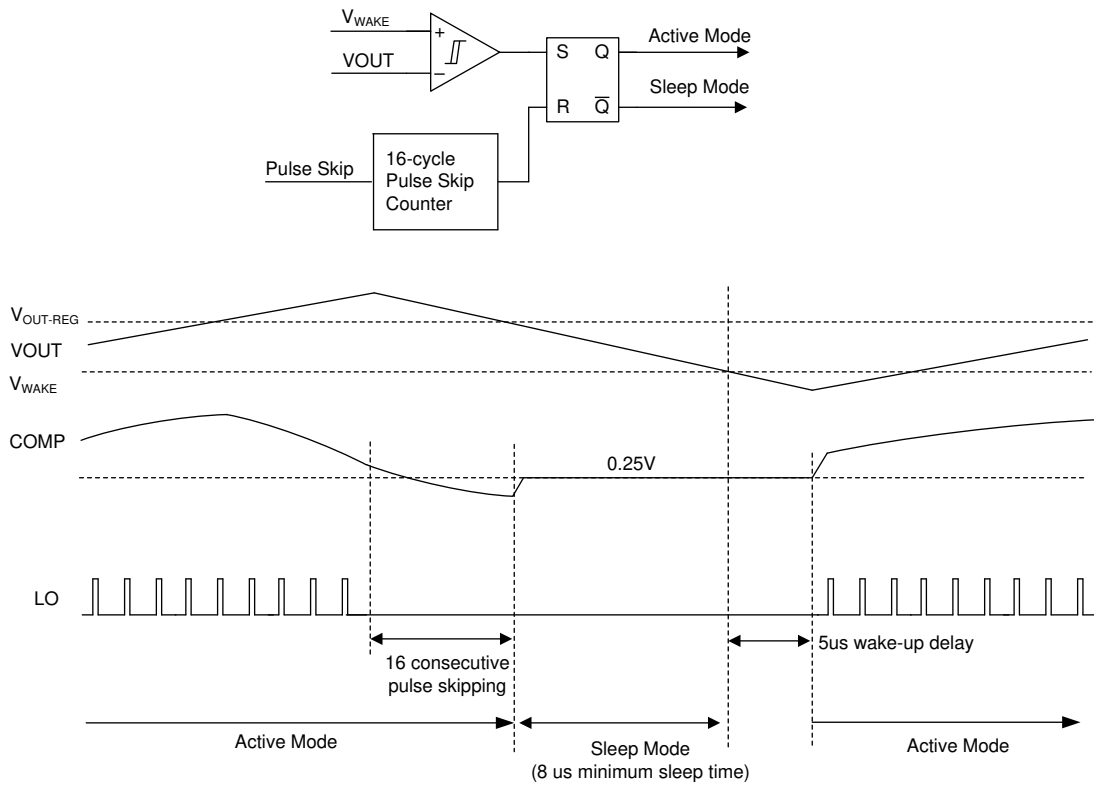 VWAKE
VOUT
+
−
S Q
R Q̅
Active Mode
Sleep Mode
Pulse Skip
16-cycle
Pulse Skip
Counter
VOUT-REG
VOUT
VWAKE
COMP
0.25V
LO
16 consecutive
pulse skipping
5us wake-up delay
Active Mode
Sleep Mode
(8 us minimum sleep time)
Active Mode